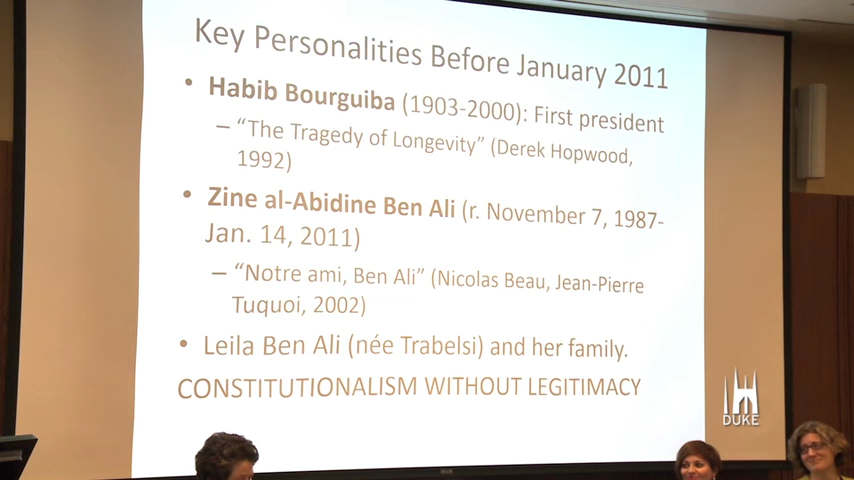 Key Personalities Before January 2011
• Habib Bourguiba (1903-2000): First president
– “The Tragedy of Longevity” (Derek Hopwood,
1992)
• Zine al-Abidine Ben Ali (r. November 7, 1987-
Jan. 14, 2011)
– “Notre ami, Ben Ali” (Nicolas Beau, Jean-Pierre
Tuquoi, 2002)
• Leila Ben Ali (née Trabelsi) and her family.
CONSTITUTIONALISM WITHOUT LEGITIMACY
DUKE